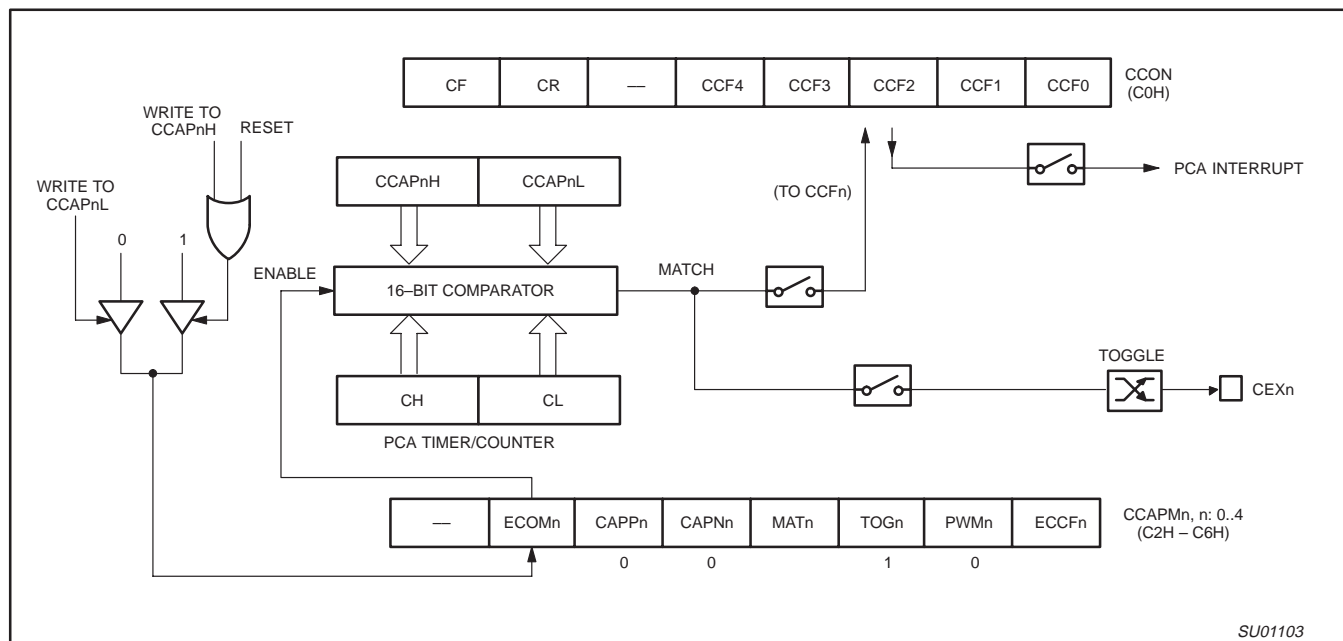 CF CR — CCF4 CCF3 CCF2 CCF1 CCF0
CCON
(C0H)
WRITE TO
CCAPnH
RESET
WRITE TO
CCAPnL
0 1
CCAPnH CCAPnL
(TO CCFn)
PCA INTERRUPT
ENABLE
16–BIT COMPARATOR
MATCH
TOGGLE
CEXn
CH CL
PCA TIMER/COUNTER
— ECOMn CAPPn CAPNn MATn TOGn PWMn ECCFn
CCAPMn, n: 0..4
(C2H – C6H)
0 0 1 0
SU01103